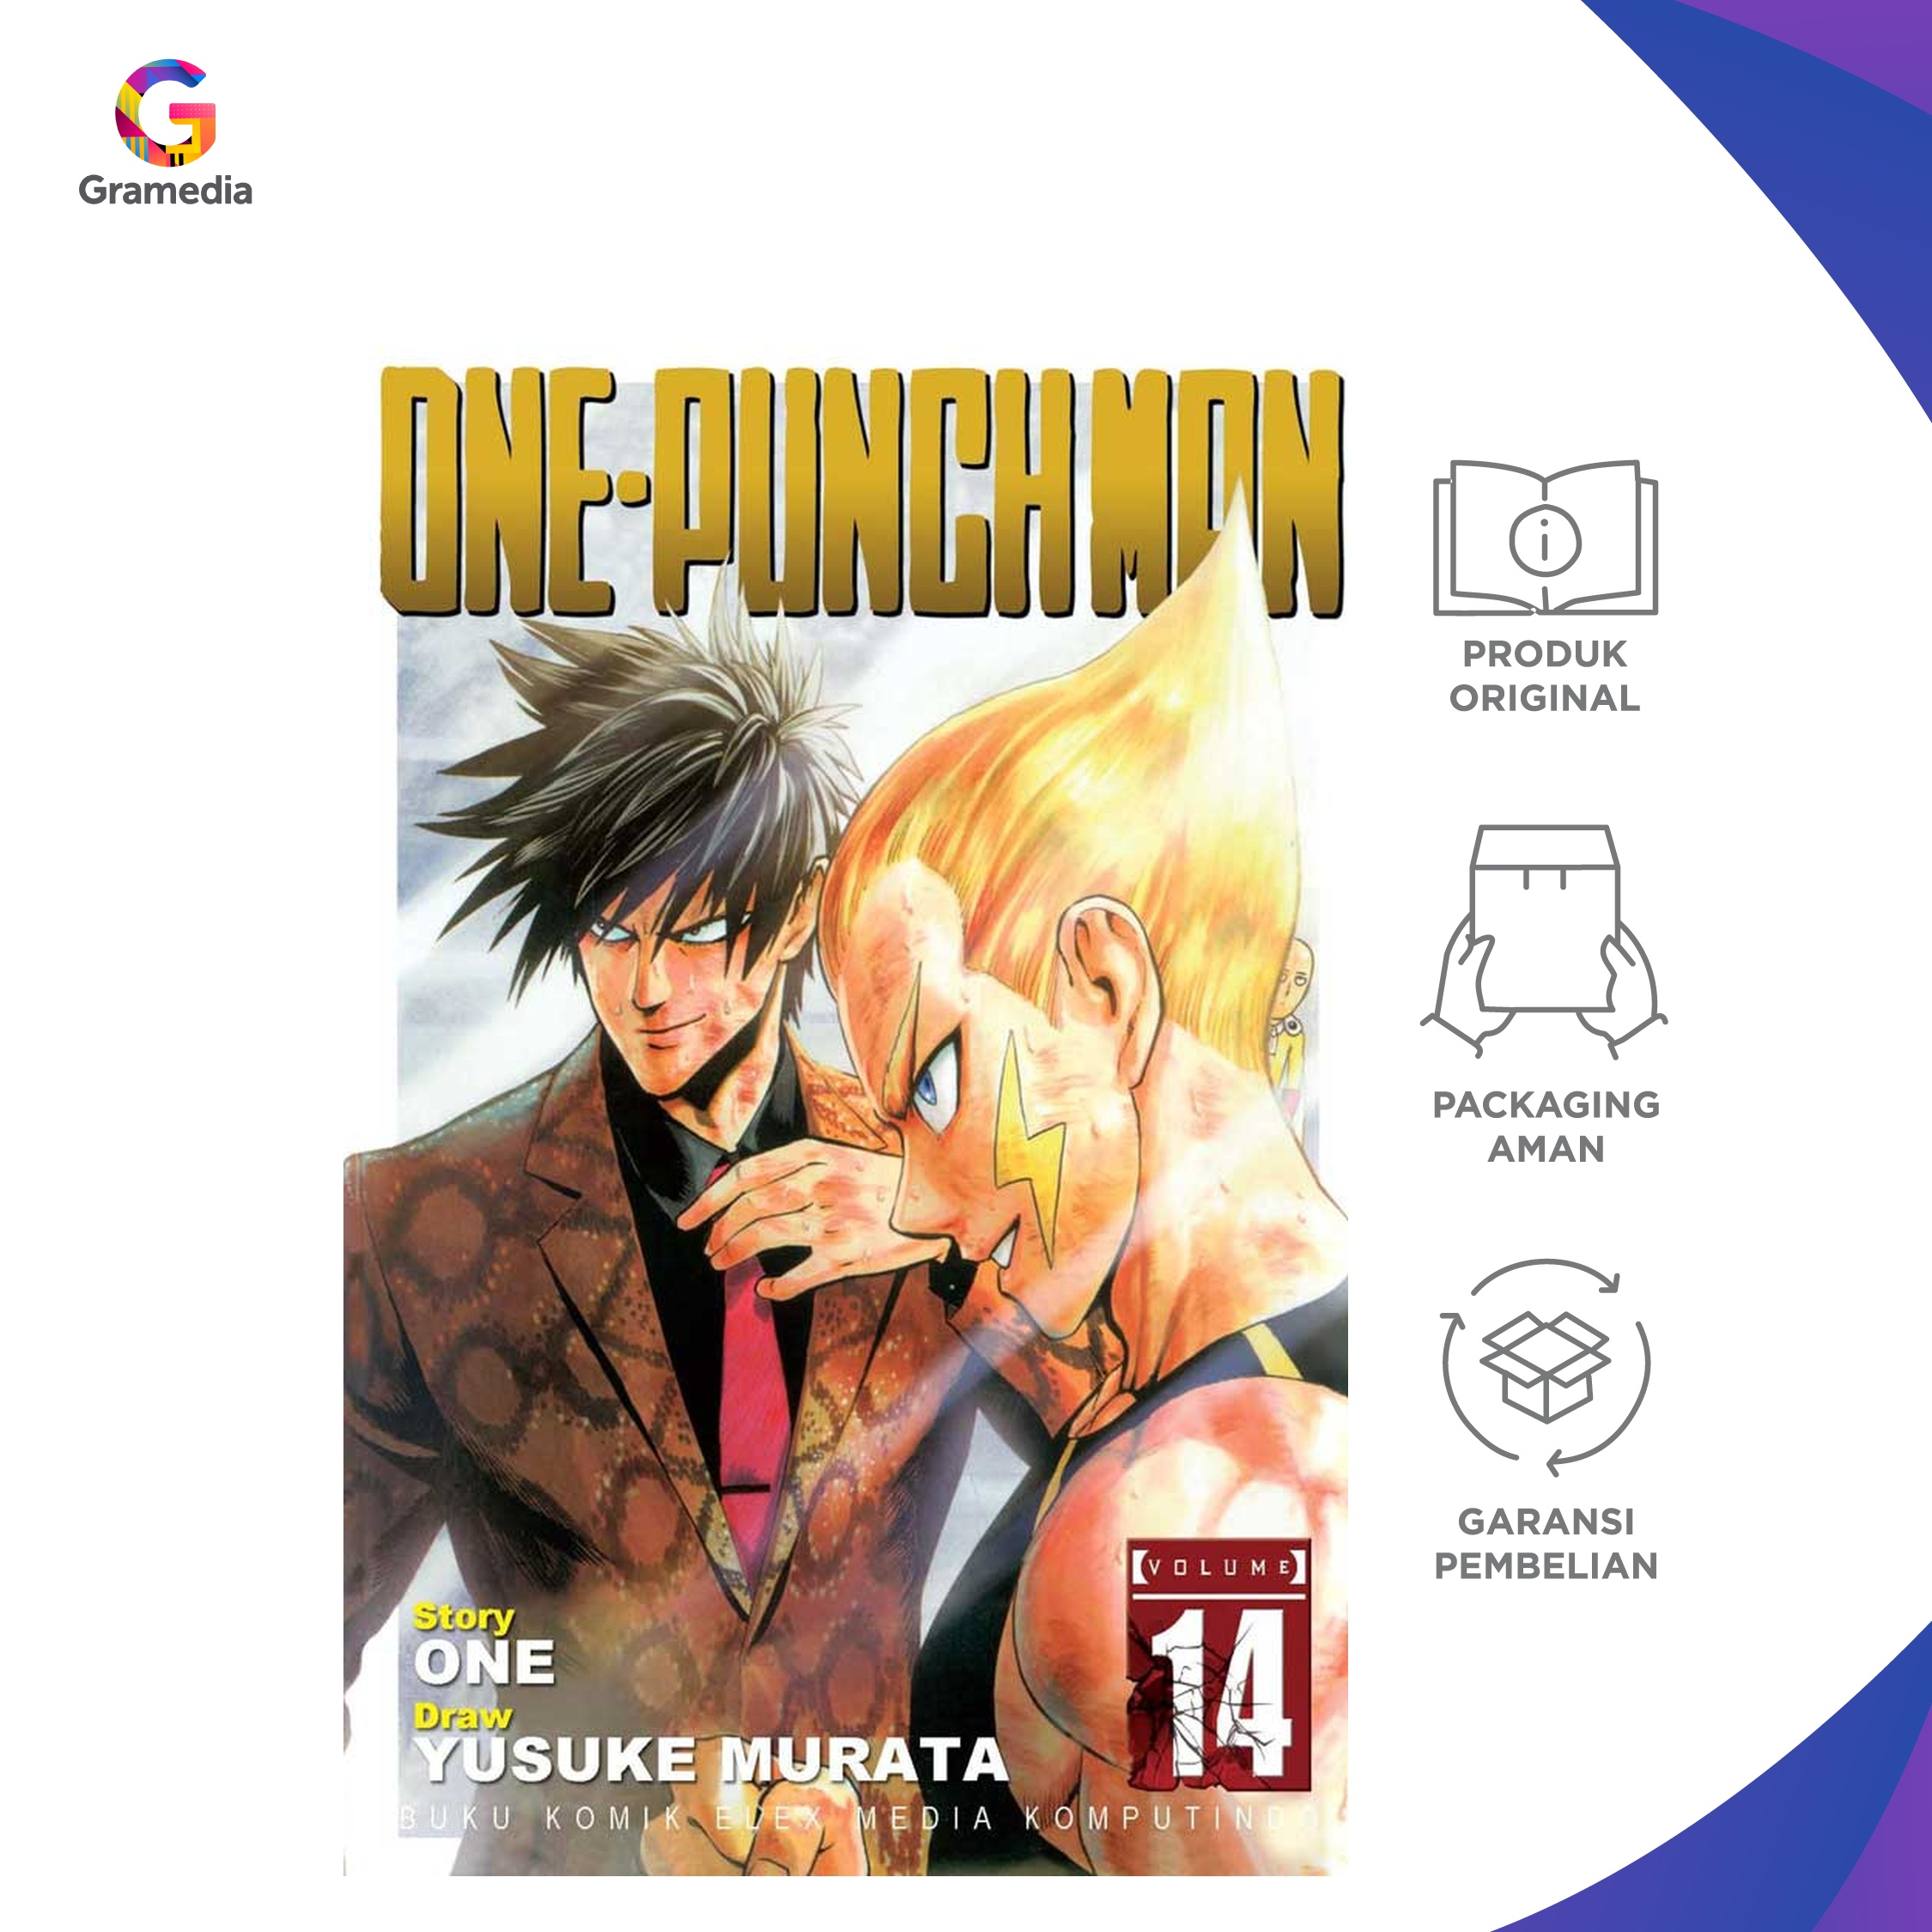 Gramedia
ONE-PUNCH MAN
PRODUK
ORIGINAL
PACKAGING
AMAN
GARANSI
PEMBELIAN
VOLUME
14
Story
ONE
Draw
YUSUKE MURATA
BUKU KOMIK ELEX MEDIA KOMPUTINDO